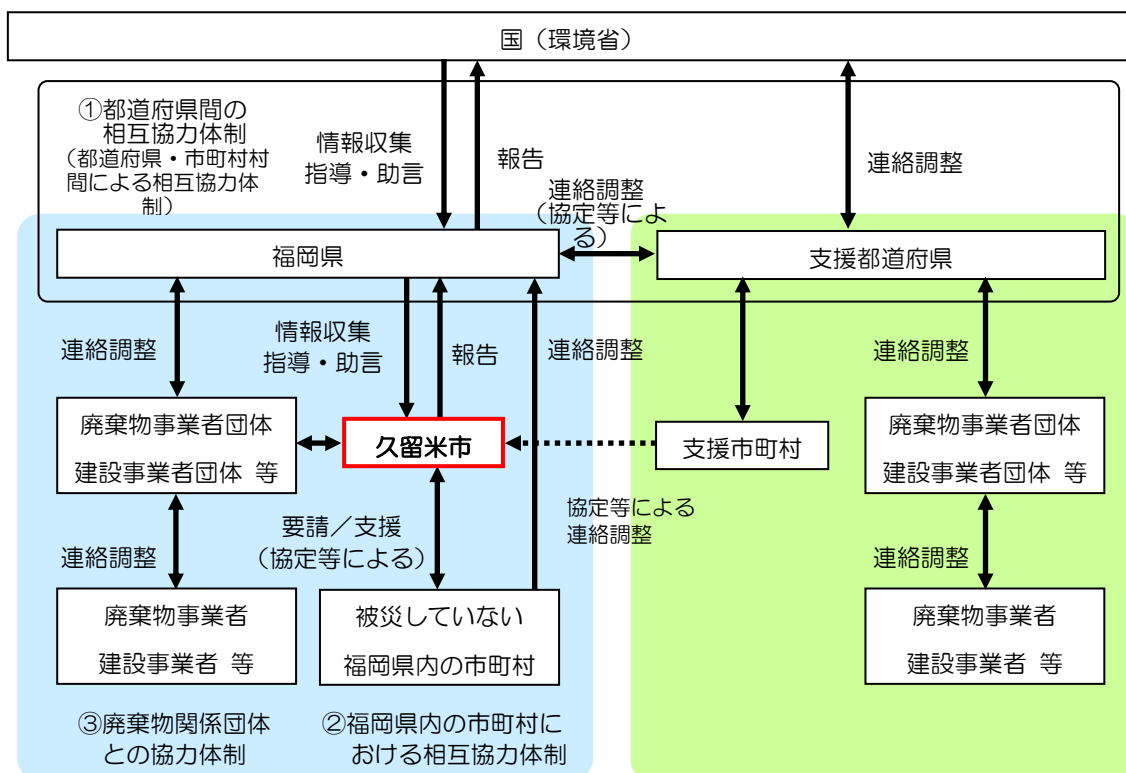 国（環境省）
①都道府県間の
相互協力体制
（都道府県・市町村村
間による相互協力体
制）
情報収集
指導・助言
報告
連絡調整
（協定等によ
る）
連絡調整
福岡県
支援都道府県
連絡調整
情報収集
指導・助言
報告
連絡調整
連絡調整
廃棄物事業者団体
建設事業者団体 等
久留米市
支援市町村
廃棄物事業者団体
建設事業者団体 等
連絡調整
要請／支援
（協定等による）
協定等による
連絡調整
連絡調整
廃棄物事業者
建設事業者 等
被災していない
福岡県内の市町村
廃棄物事業者
建設事業者 等
③廃棄物関係団体
との協力体制
②福岡県内の市町村に
おける相互協力体制